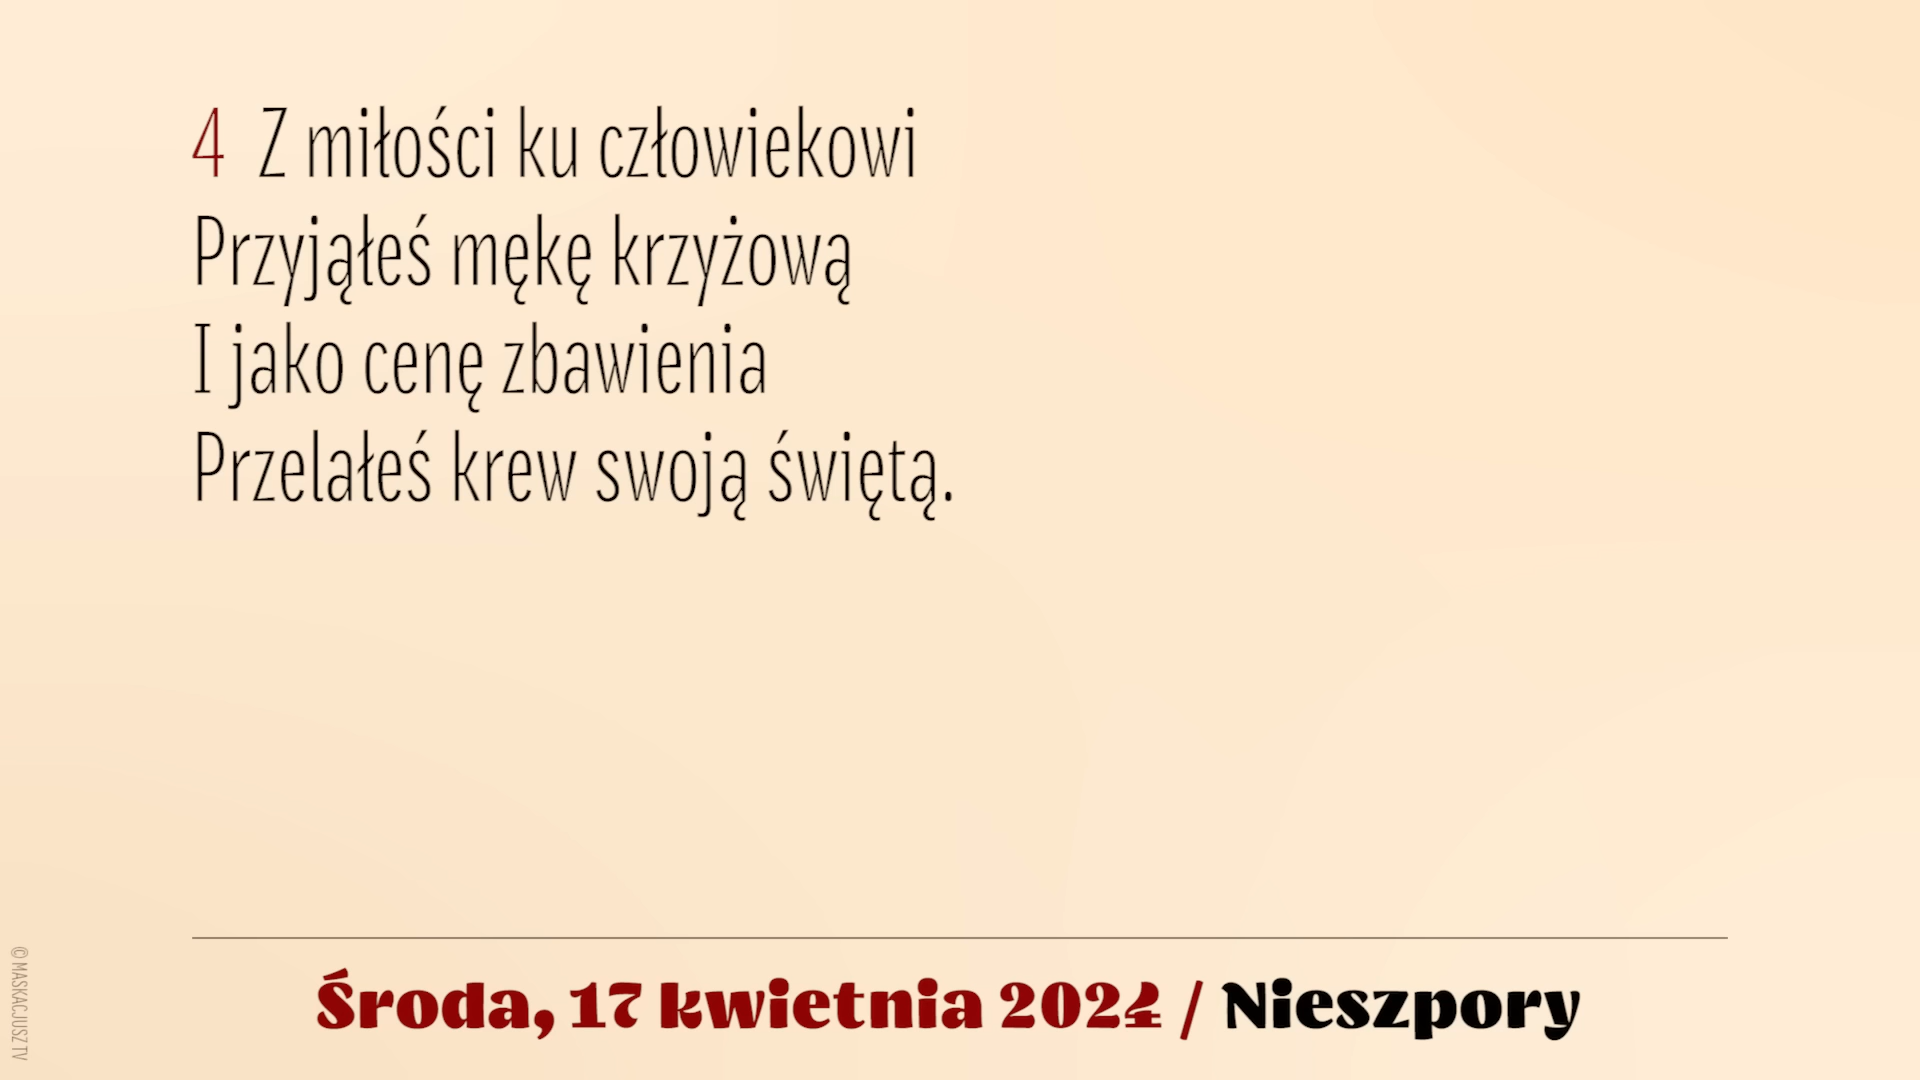 4 Z miłości ku człowiekowi
Przyjąłeś mękę krzyżową
I jako cenę zbawienia
Przelałeś krew swoją świętą.
Środa, 17 kwietnia 2024 / Nieszpory
© MASKACJUSZ TV